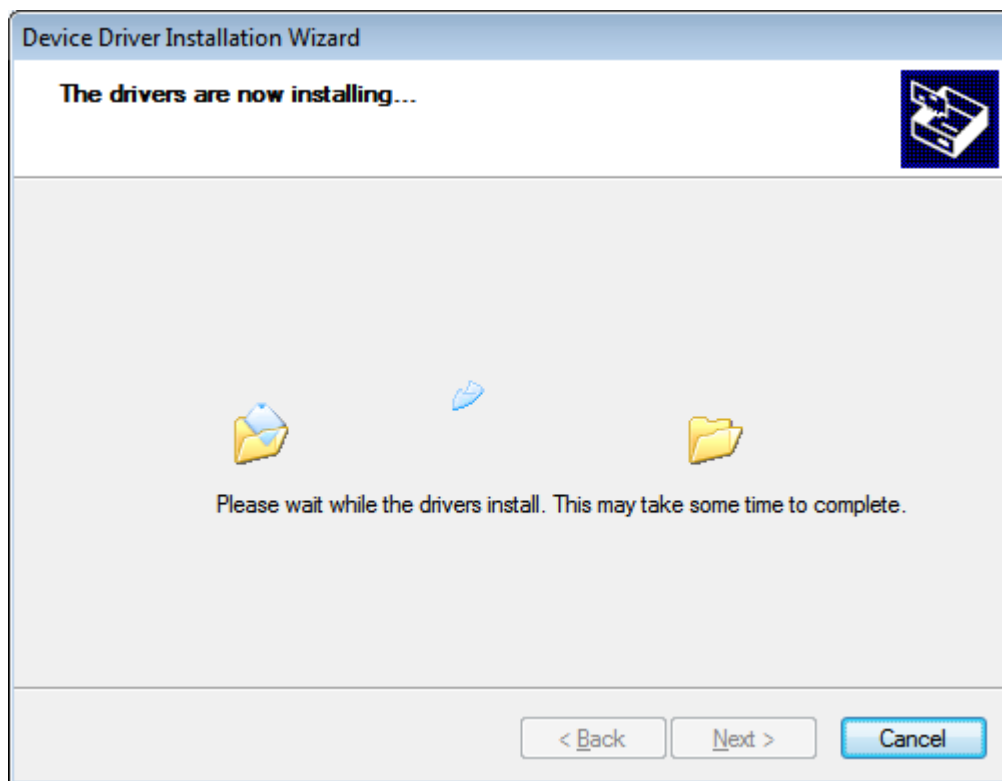 Device Driver Installation Wizard
The drivers are now installing...
Please wait while the drivers install. This may take some time to complete.
< Back
Next >
Cancel